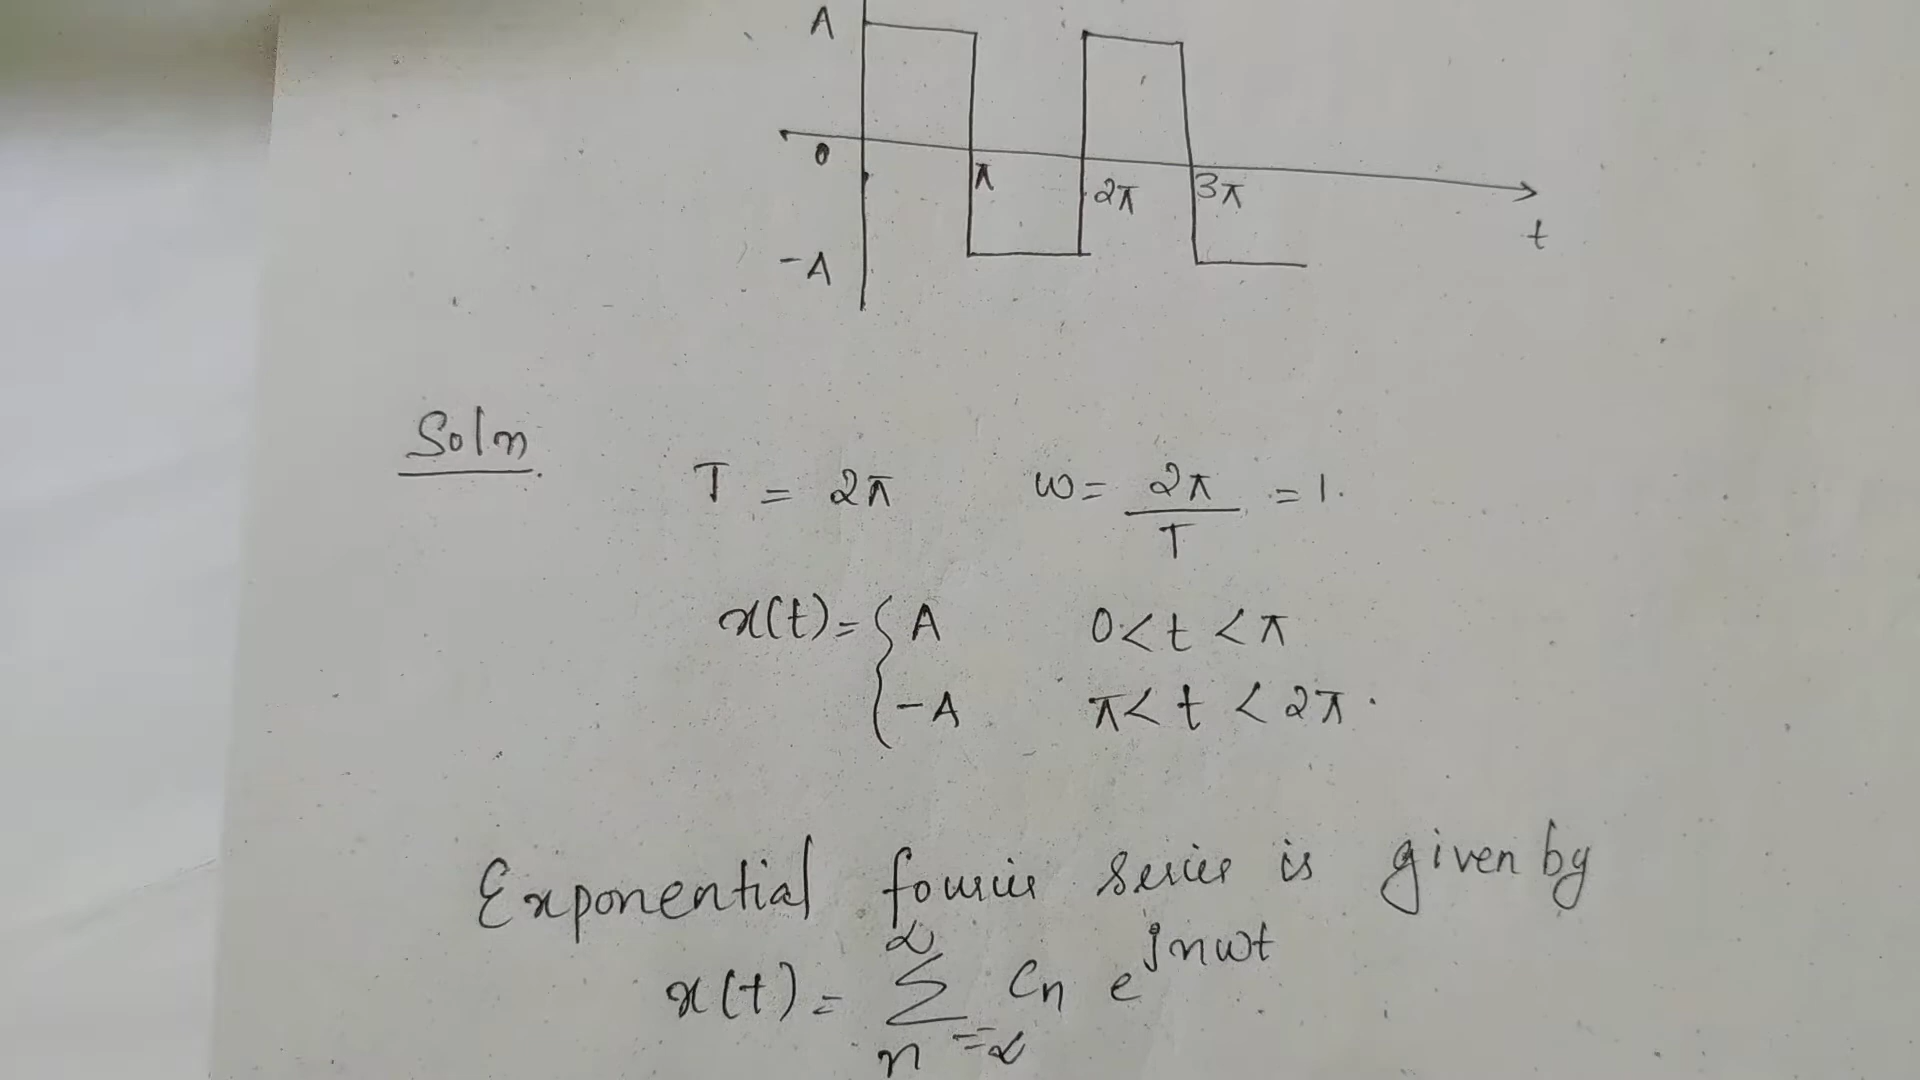 A
0
π 2π 3π
t
-A
Soln.
T = 2π ω = 2π/T = 1.
x(t) = { A 0 < t < π
-A π < t < 2π.
Exponential fourier series is given by
x(t) = ∑ n=-∞ ∞ Cn e^jnωt